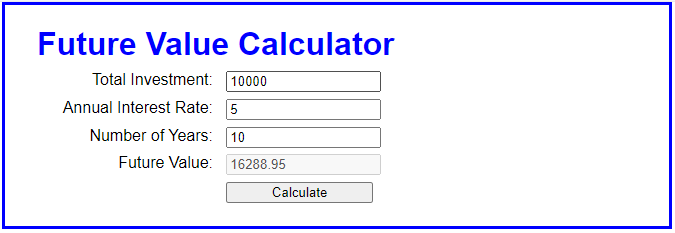 Future Value Calculator
Total Investment: 10000
Annual Interest Rate: 5
Number of Years: 10
Future Value: 16288.95
Calculate